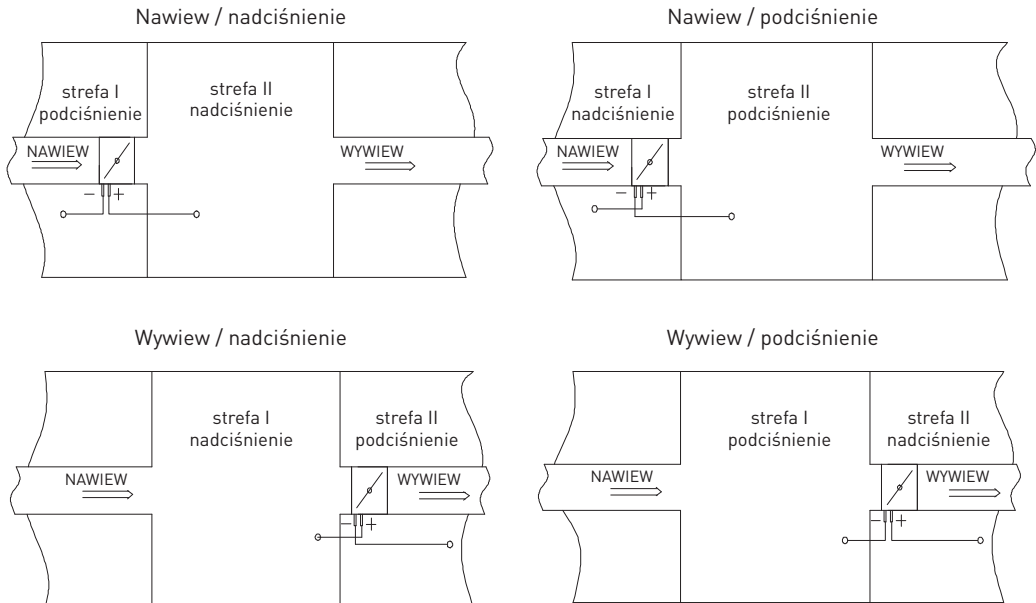 Nawiew / nadciśnienie
strefa I
podciśnienie
strefa II
nadciśnienie
NAWIEW
WYWIEW
– +
Nawiew / podciśnienie
strefa I
nadciśnienie
strefa II
podciśnienie
NAWIEW
WYWIEW
– +
Wywiew / nadciśnienie
strefa I
nadciśnienie
strefa II
podciśnienie
NAWIEW
WYWIEW
– +
Wywiew / podciśnienie
strefa I
podciśnienie
strefa II
nadciśnienie
NAWIEW
WYWIEW
– +